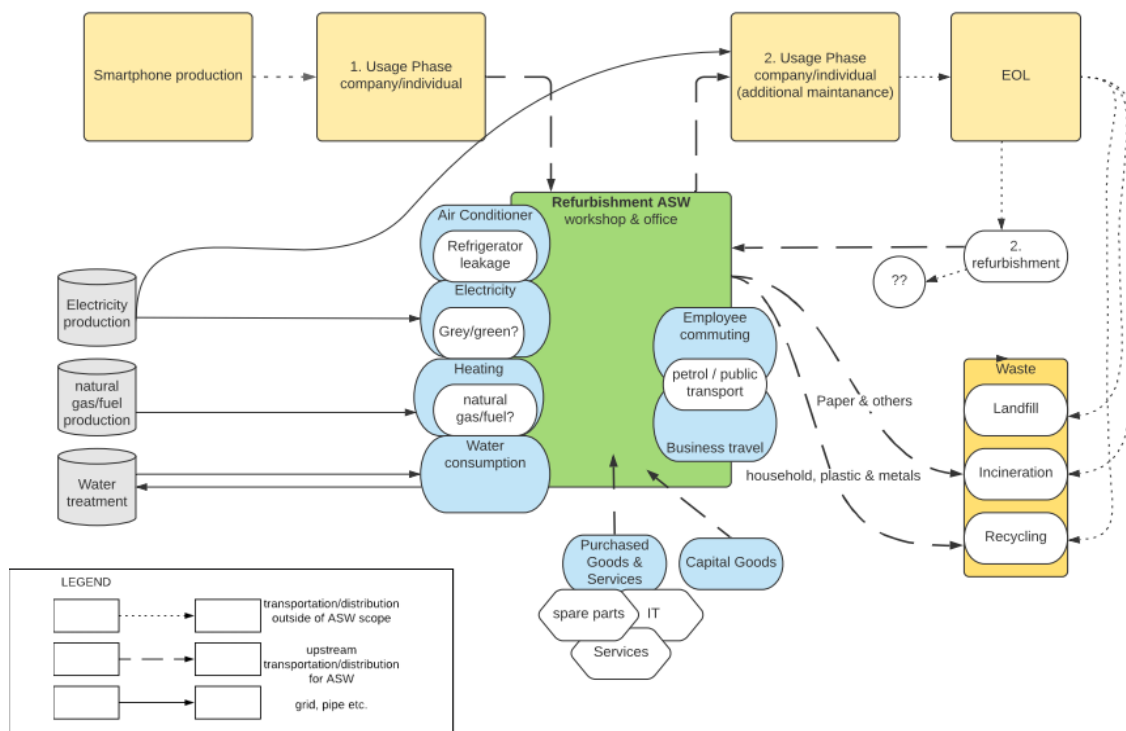 Smartphone production
1. Usage Phase
company/individual
2. Usage Phase
company/individual
(additional maintanance)
EOL
Refurbishment ASW
workshop & office
Air Conditioner
Refrigerator
leakage
Electricity
Grey/green?
Heating
natural
gas/fuel?
Water
consumption
Electricity
production
natural
gas/fuel
production
Water
treatment
Employee
commuting
petrol / public
transport
Business travel
2.
refurbishment
??
Paper & others
household, plastic & metals
Waste
Landfill
Incineration
Recycling
Purchased
Goods &
Services
Capital Goods
spare parts
IT
Services
LEGEND
transportation/distribution
outside of ASW scope
upstream
transportation/distribution
for ASW
grid, pipe etc.